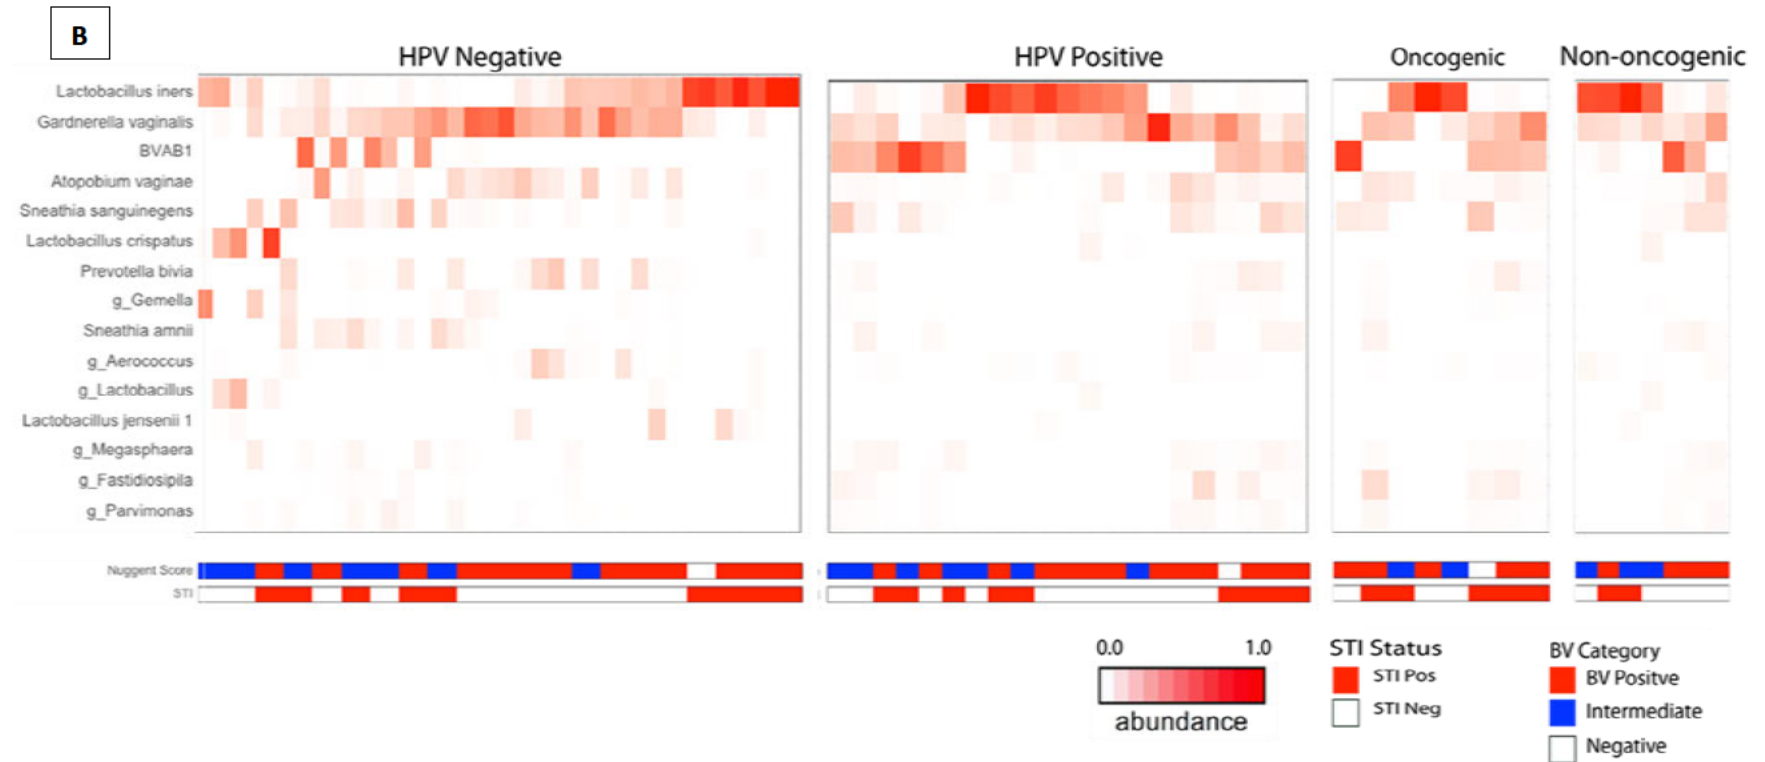 B
HPV Negative
HPV Positive
Oncogenic
Non-oncogenic
Lactobacillus iners
Gardnerella vaginalis
BVAB1
Atopobium vaginae
Sneathia sanguinegens
Lactobacillus crispatus
Prevotella bivia
g_Gemella
Sneathia amnii
g_Aerococcus
g_Lactobacillus
Lactobacillus jensenii 1
g_Megasphaera
g_Fastidiosipila
g_Parvimonas
Nuggent Score
STI
0.0 1.0
abundance
STI Status
STI Pos
STI Neg
BV Category
BV Positve
Intermediate
Negative